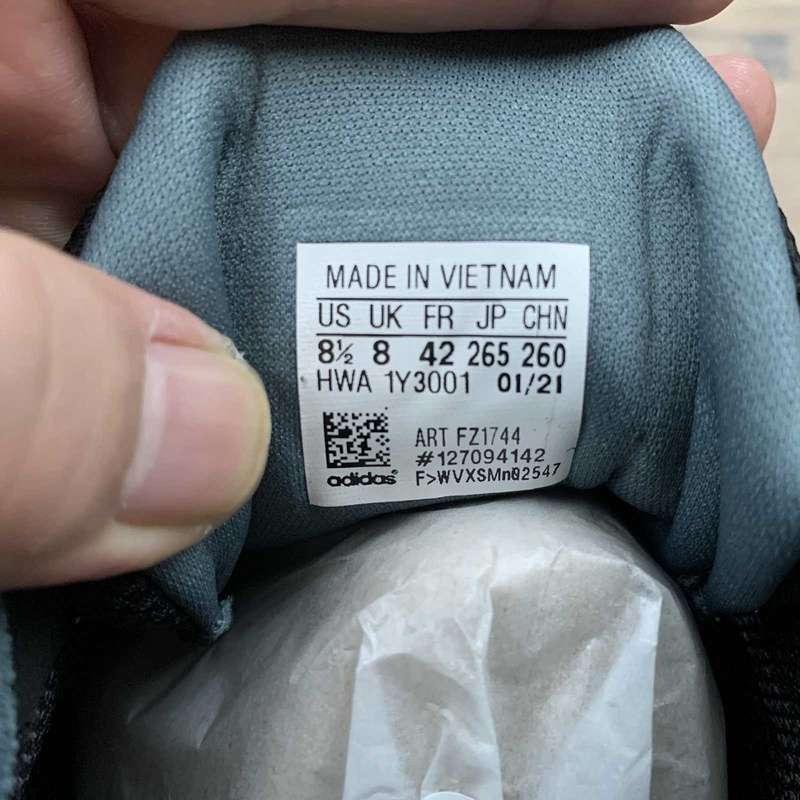 MADE IN VIETNAM
US UK FR JP CHN
8½ 8 42 265 260
HWA 1Y3001 01/21
ART FZ1744
#127094142
adidas F>WVXSMn02547